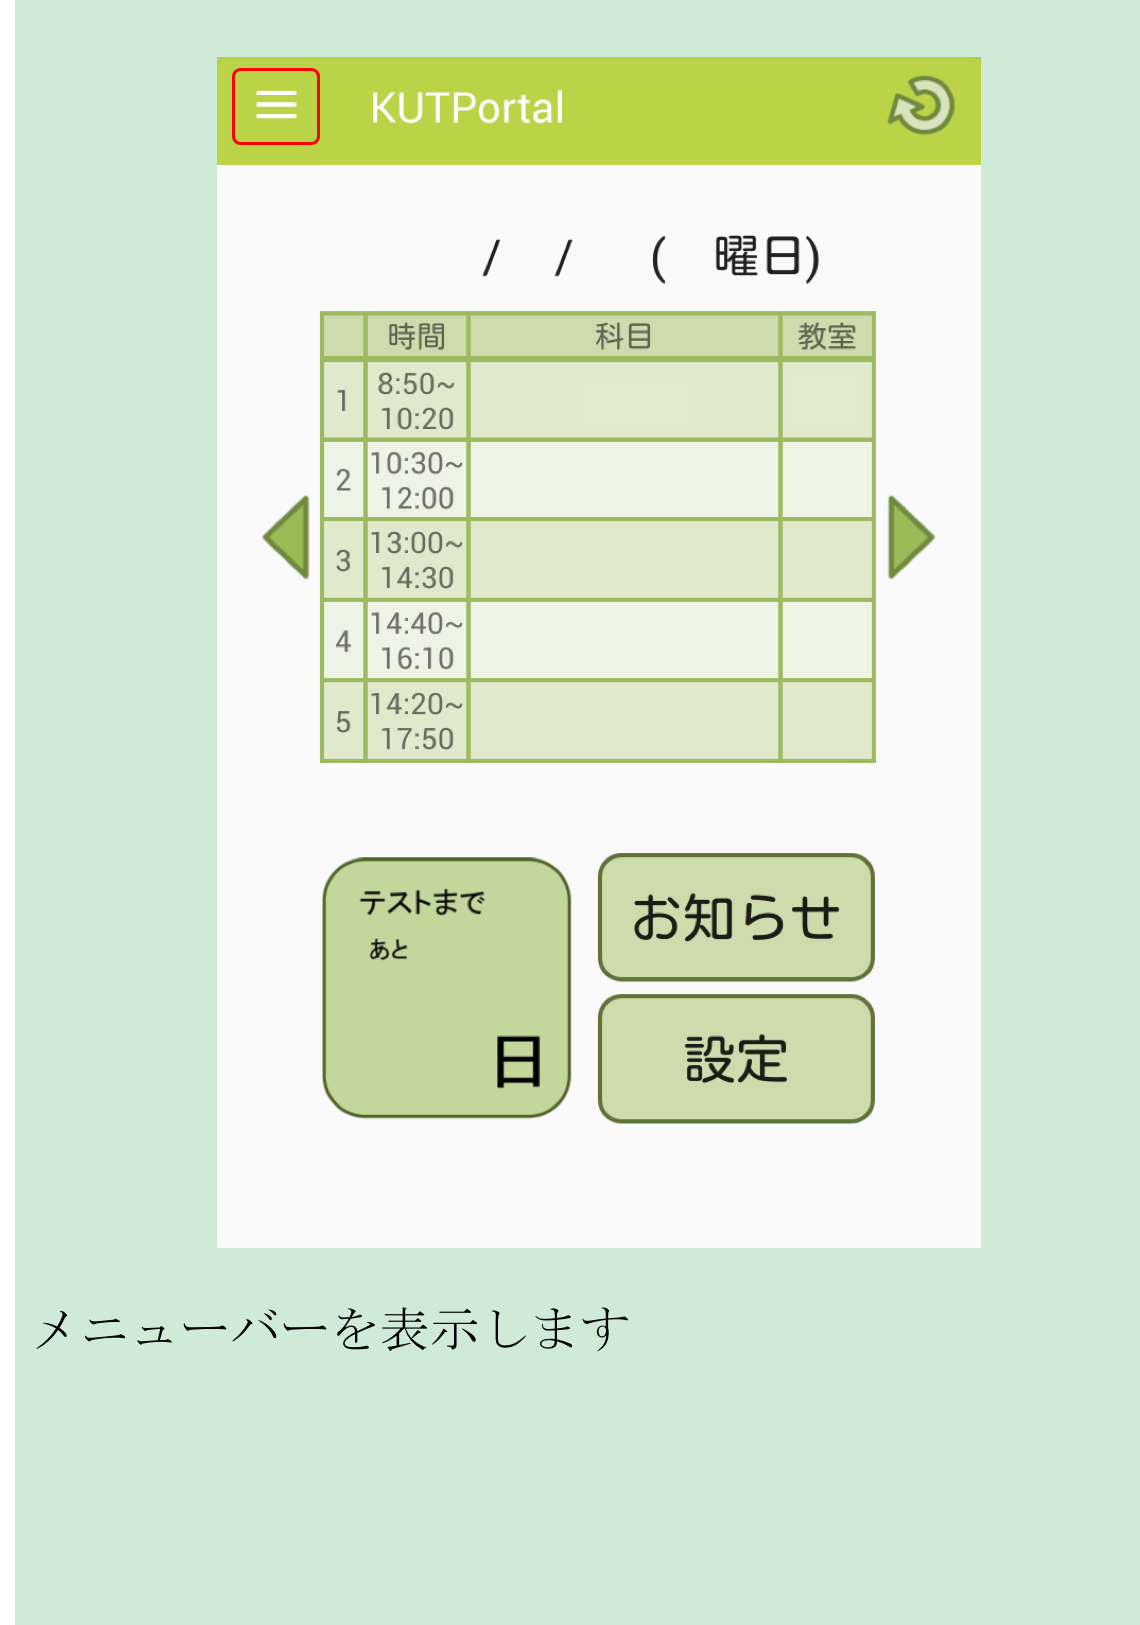 KUTPortal
/ / ( 曜日)
時間 科目 教室
1 8:50~
10:20
2 10:30~
12:00
3 13:00~
14:30
4 14:40~
16:10
5 14:20~
17:50
テストまで
あと
日
お知らせ
設定
メニューバーを表示します